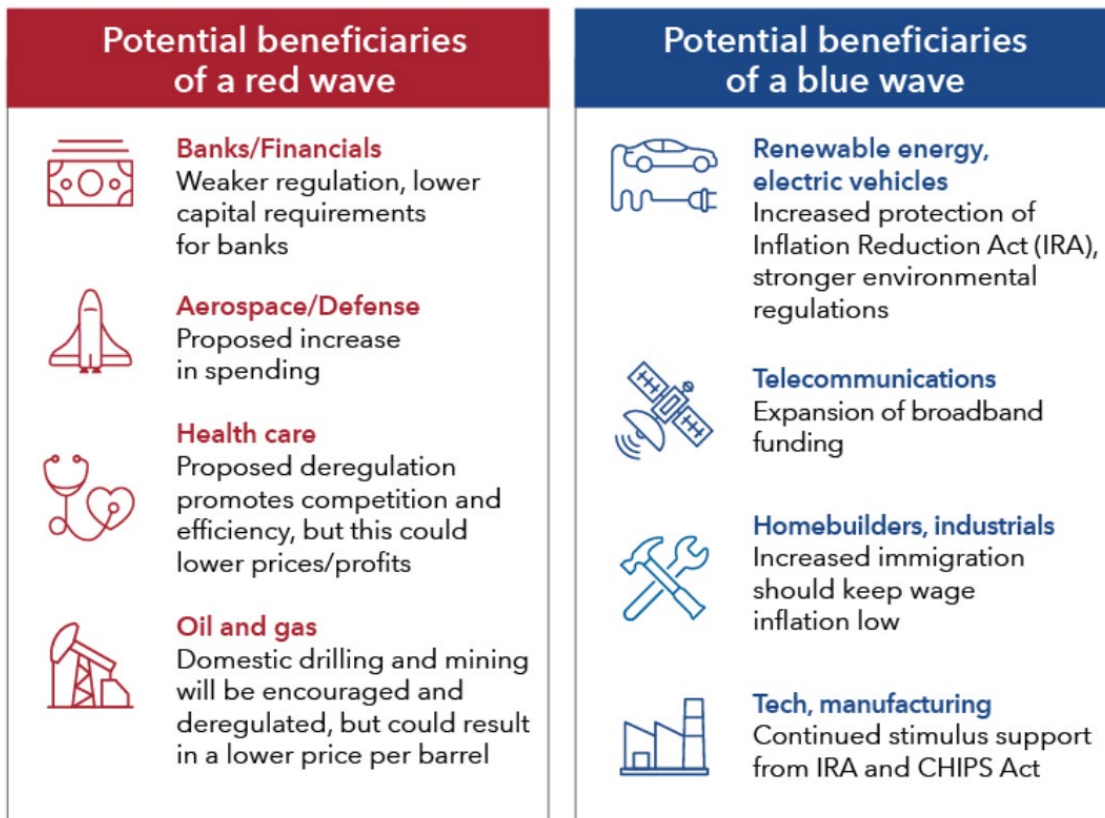 Potential beneficiaries
of a red wave
Banks/Financials
Weaker regulation, lower
capital requirements
for banks
Aerospace/Defense
Proposed increase
in spending
Health care
Proposed deregulation
promotes competition and
efficiency, but this could
lower prices/profits
Oil and gas
Domestic drilling and mining
will be encouraged and
deregulated, but could result
in a lower price per barrel
Potential beneficiaries
of a blue wave
Renewable energy,
electric vehicles
Increased protection of
Inflation Reduction Act (IRA),
stronger environmental
regulations
Telecommunications
Expansion of broadband
funding
Homebuilders, industrials
Increased immigration
should keep wage
inflation low
Tech, manufacturing
Continued stimulus support
from IRA and CHIPS Act